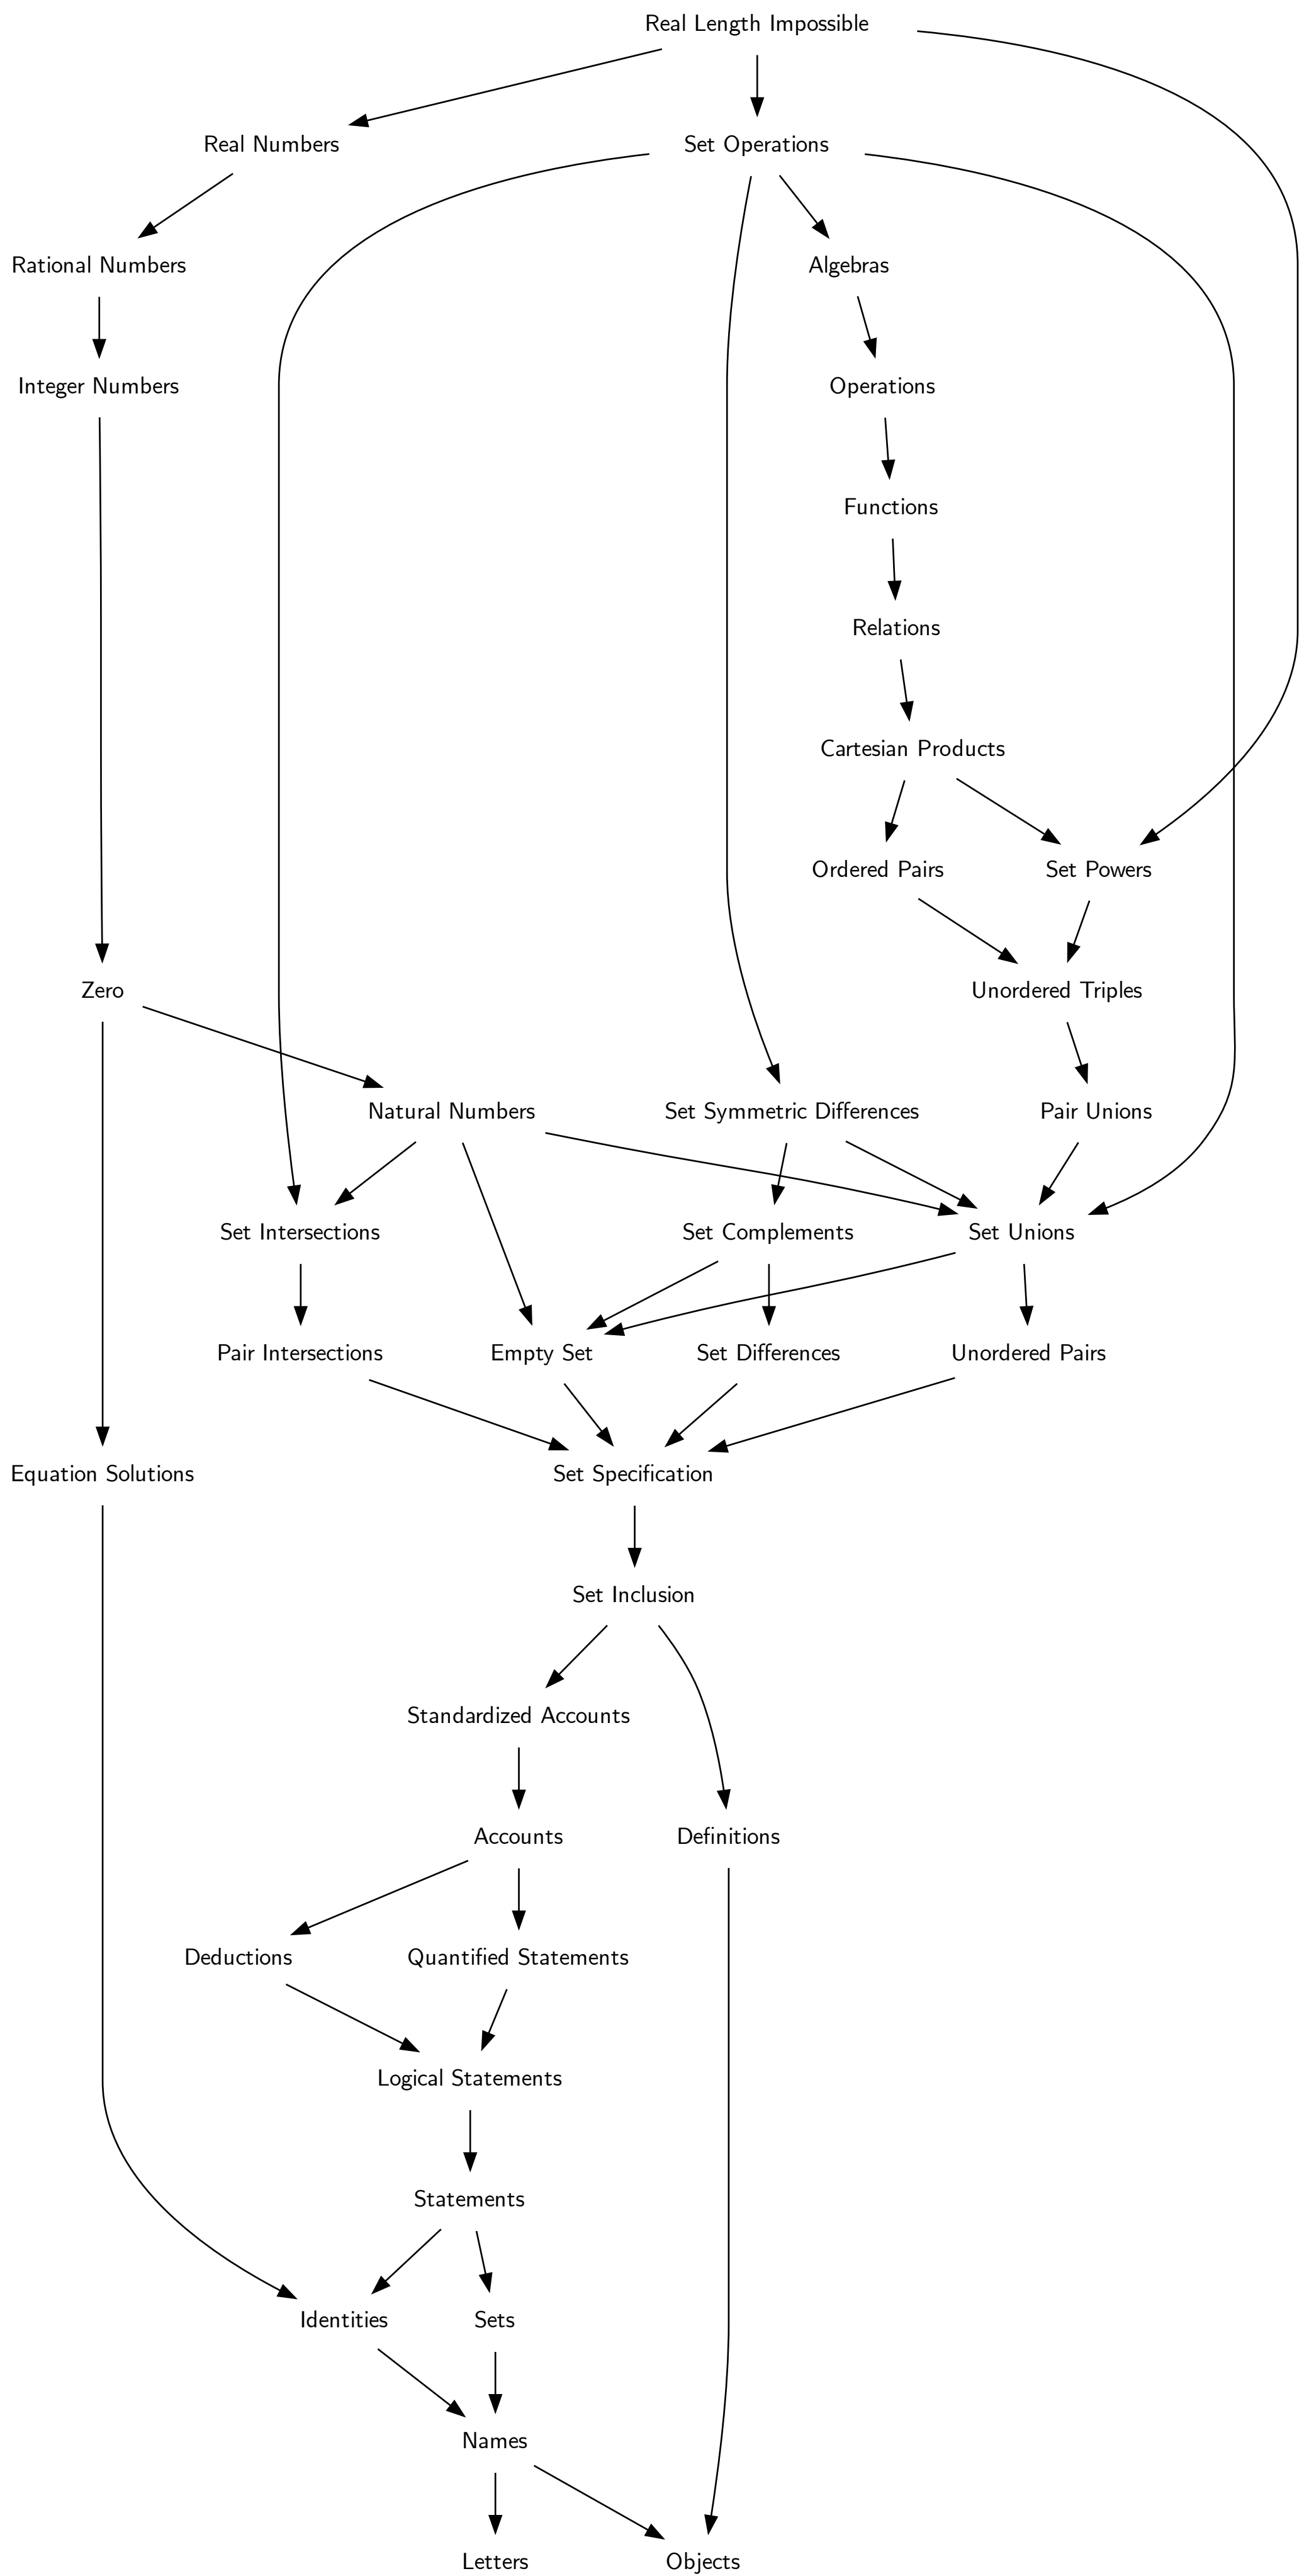 Real Length Impossible
Real Numbers
Set Operations
Rational Numbers
Algebras
Integer Numbers
Operations
Functions
Relations
Cartesian Products
Ordered Pairs
Set Powers
Zero
Unordered Triples
Natural Numbers
Set Symmetric Differences
Pair Unions
Set Intersections
Set Complements
Set Unions
Pair Intersections
Empty Set
Set Differences
Unordered Pairs
Equation Solutions
Set Specification
Set Inclusion
Standardized Accounts
Accounts
Definitions
Deductions
Quantified Statements
Logical Statements
Statements
Identities
Sets
Names
Letters
Objects